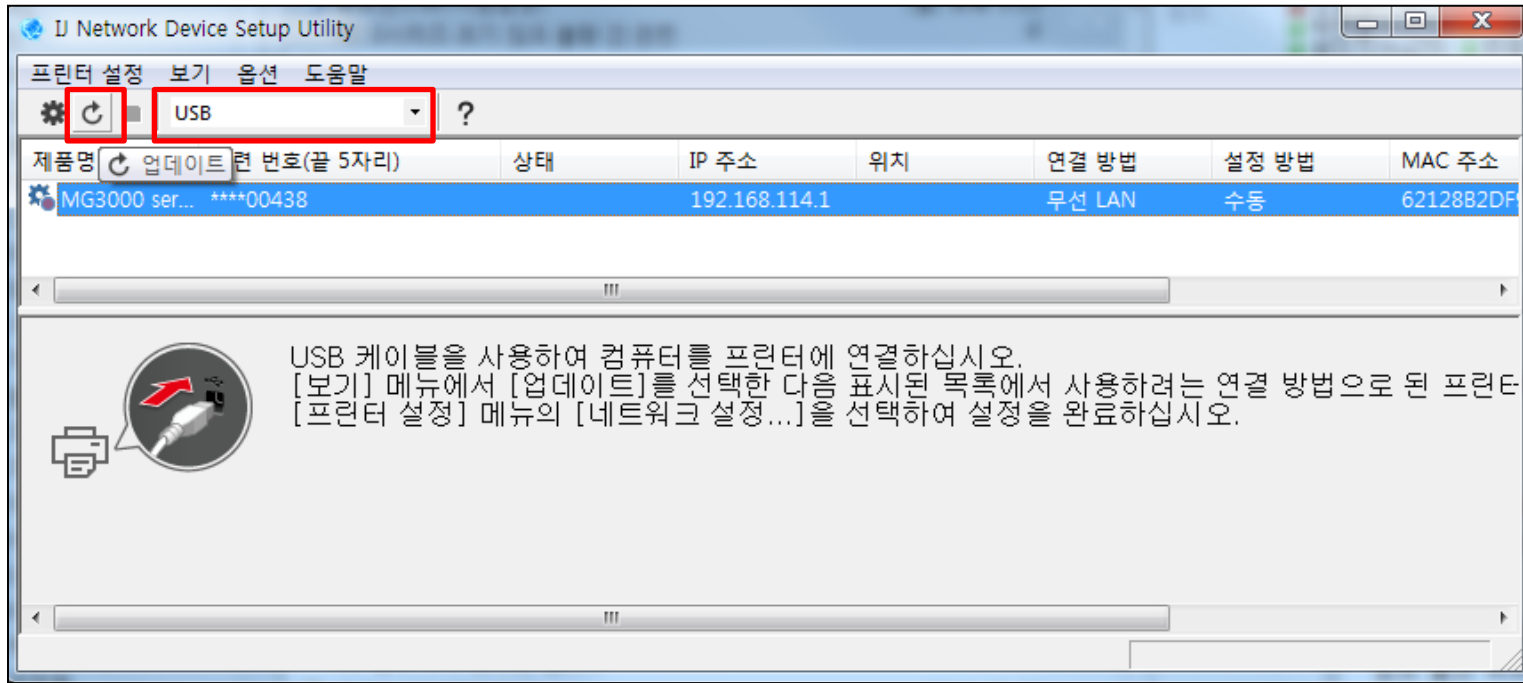 IJ Network Device Setup Utility
프린터 설정 보기 옵션 도움말
USB ?
제품명 련 번호(끝 5자리) 상태 IP 주소 위치 연결 방법 설정 방법 MAC 주소
업데이트
MG3000 ser... ****00438 192.168.114.1 무선 LAN 수동 62128B2DF
USB 케이블을 사용하여 컴퓨터를 프린터에 연결하십시오.
[보기] 메뉴에서 [업데이트]를 선택한 다음 표시된 목록에서 사용하려는 연결 방법으로 된 프린터
[프린터 설정] 메뉴의 [네트워크 설정...]을 선택하여 설정을 완료하십시오.